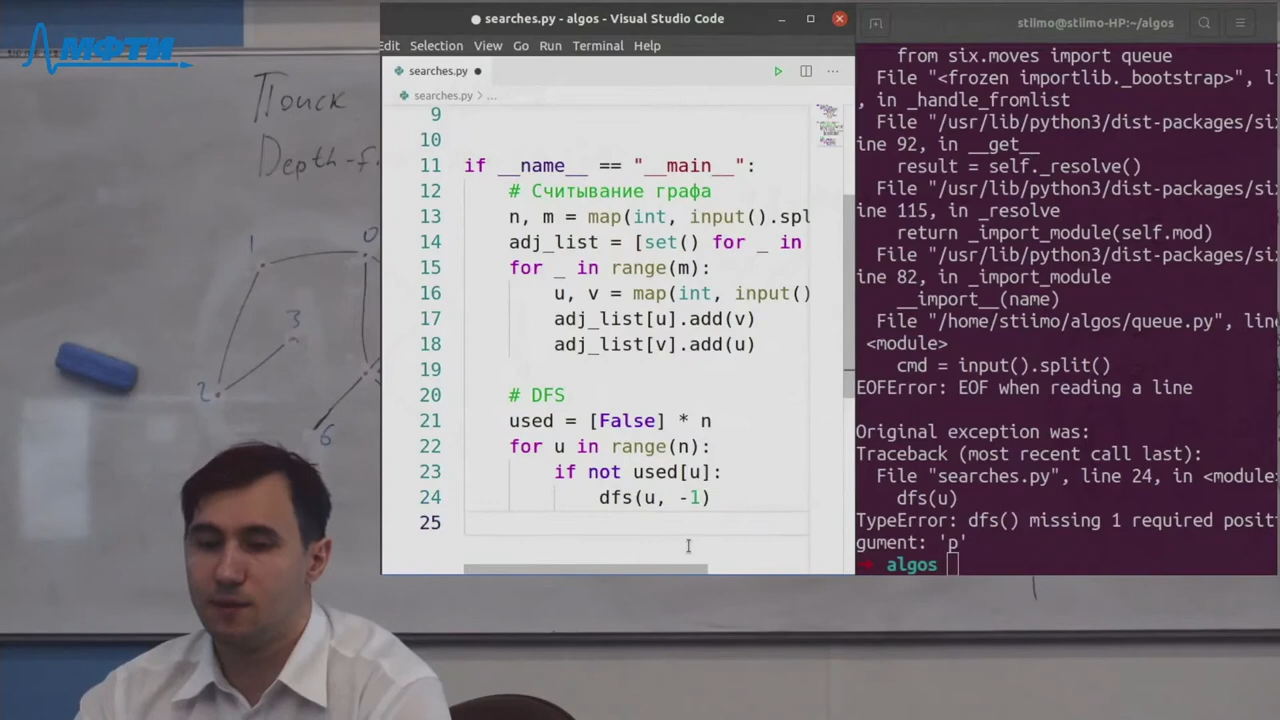 МФТИ
Поиск
Depth-f
1
0
3
2
6
searches.py - algos - Visual Studio Code
Edit Selection View Go Run Terminal Help
searches.py
searches.py > ...
9
10
11 if __name__ == "__main__":
12 # Считывание графа
13 n, m = map(int, input().spl
14 adj_list = [set() for _ in
15 for _ in range(m):
16 u, v = map(int, input()
17 adj_list[u].add(v)
18 adj_list[v].add(u)
19
20 # DFS
21 used = [False] * n
22 for u in range(n):
23 if not used[u]:
24 dfs(u, -1)
25
stiimo@stiimo-HP:~/algos
from six.moves import queue
File "<frozen importlib._bootstrap>", li
, in _handle_fromlist
File "/usr/lib/python3/dist-packages/six
ine 92, in __get__
result = self._resolve()
File "/usr/lib/python3/dist-packages/six
ine 115, in _resolve
return _import_module(self.mod)
File "/usr/lib/python3/dist-packages/six
ine 82, in _import_module
__import__(name)
File "/home/stiimo/algos/queue.py", line
<module>
cmd = input().split()
EOFError: EOF when reading a line
Original exception was:
Traceback (most recent call last):
File "searches.py", line 24, in <module>
dfs(u)
TypeError: dfs() missing 1 required posit
gument: 'p'
algos